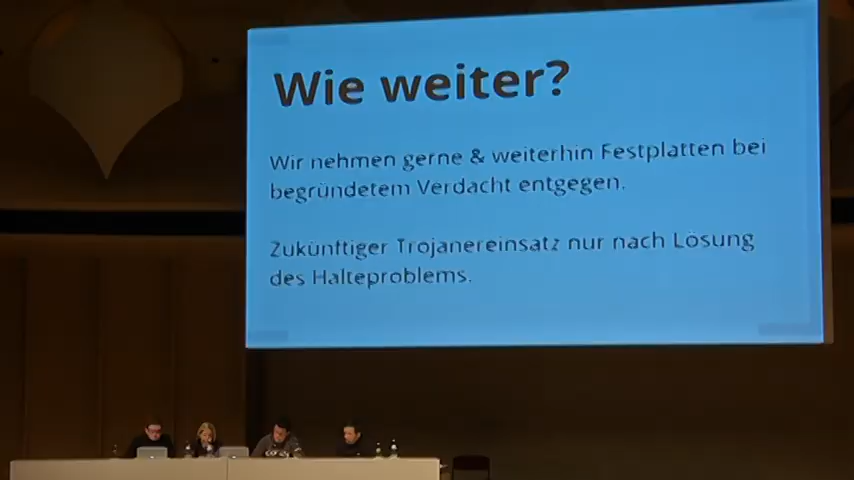 Wie weiter?
Wir nehmen gerne & weiterhin Festplatten bei
begründetem Verdacht entgegen.
Zukünftiger Trojanereinsatz nur nach Lösung
des Halteproblems.